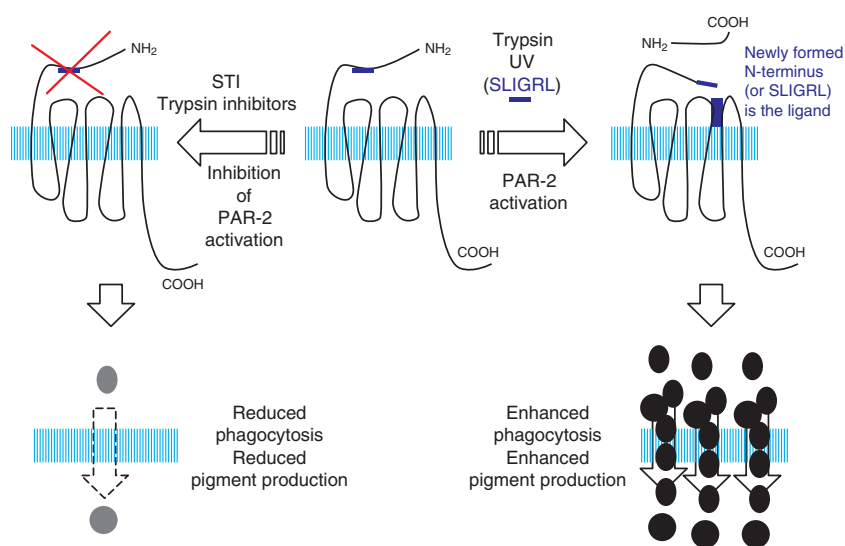 NH2
STI
Trypsin inhibitors
Inhibition
of
PAR-2
activation
COOH
NH2
Trypsin
UV
(SLIGRL)
PAR-2
activation
COOH
COOH
NH2
Newly formed
N-terminus
(or SLIGRL)
is the ligand
COOH
Reduced
phagocytosis
Reduced
pigment production
Enhanced
phagocytosis
Enhanced
pigment production